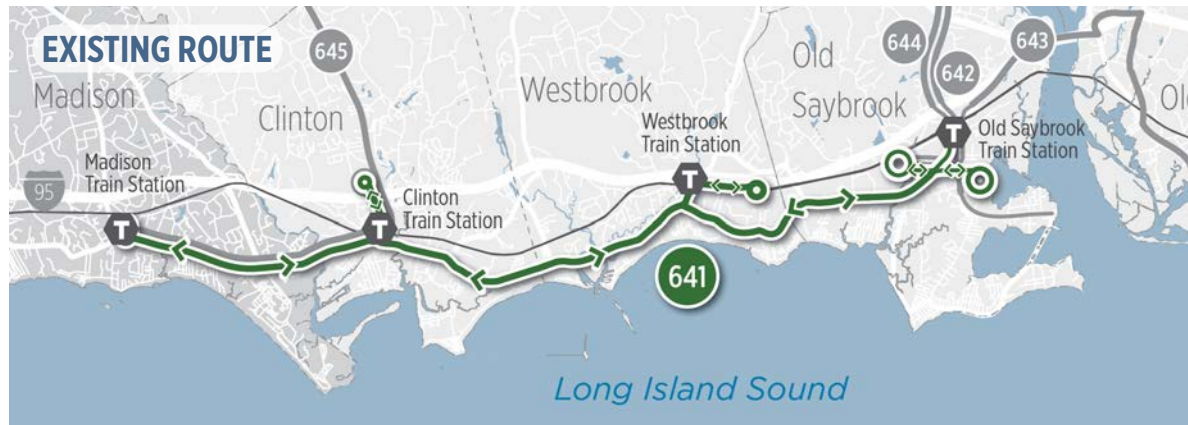 EXISTING ROUTE
645
644
643
642
Old
Saybrook
Westbrook
Madison
Clinton
Ol
Westbrook
Train Station
Old Saybrook
Train Station
T
Madison
Train Station
95
T
Clinton
Train Station
T
T
641
Long Island Sound